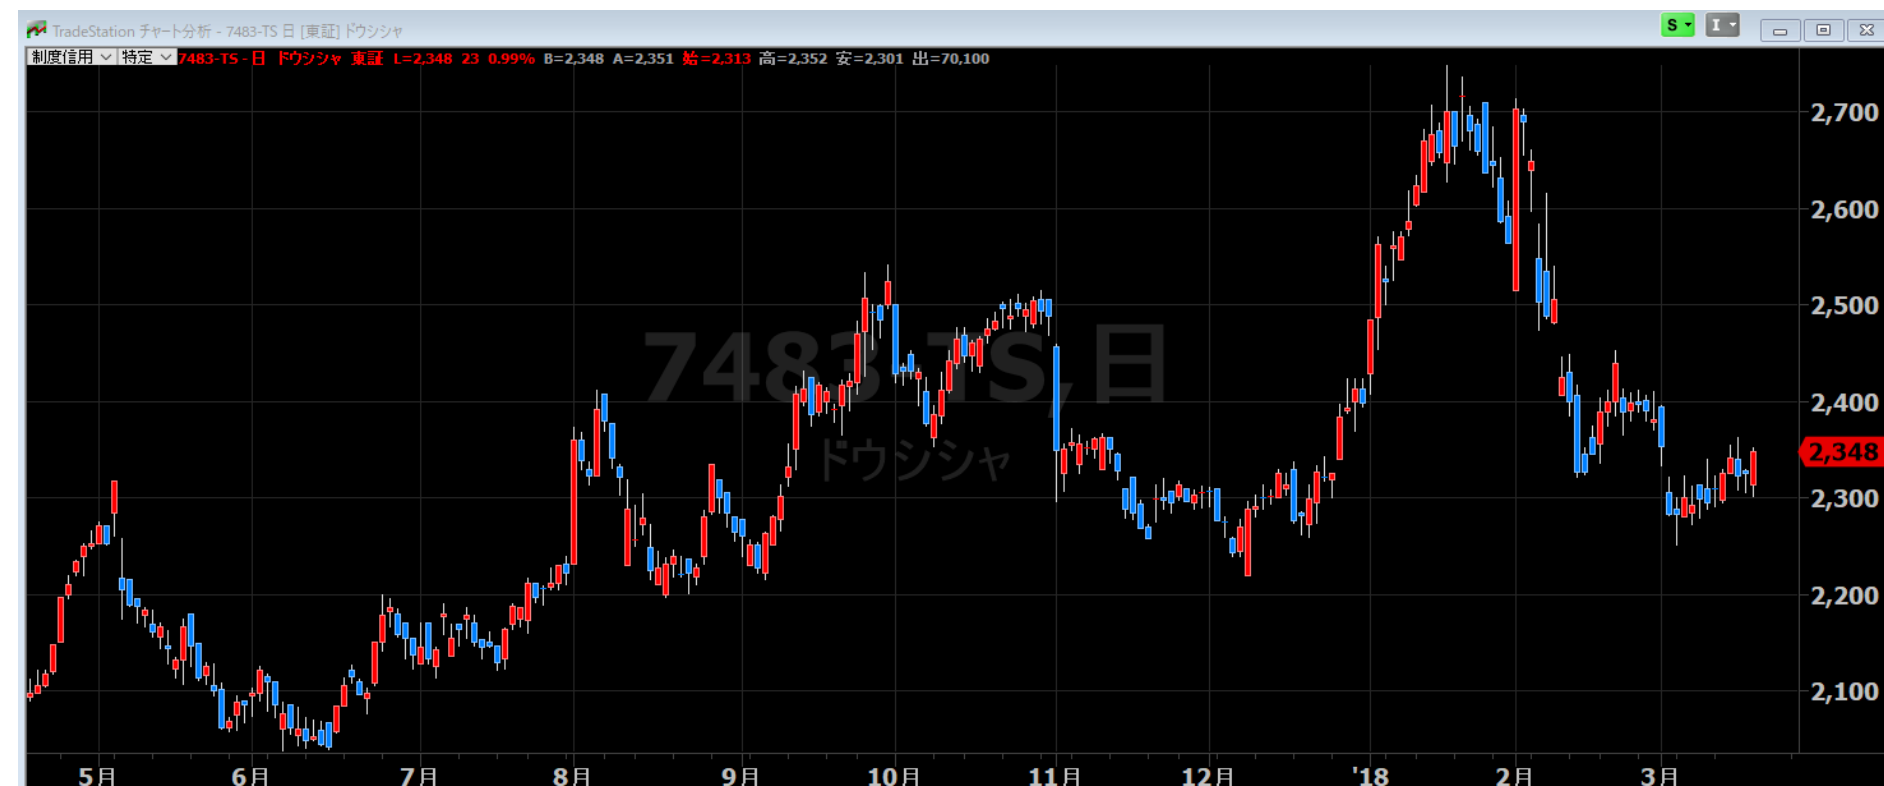 TradeStation チャート分析 - 7483-TS 日 [東証] ドウシシャ
S I
制度信用 特定 7483-TS - 日 ドウシシャ 東証 L=2,348 23 0.99% B=2,348 A=2,351 始=2,313 高=2,352 安=2,301 出=70,100
2,700
2,600
2,500
7483-TS,日
2,400
ドウシシャ
2,348
2,300
2,200
2,100
5月 6月 7月 8月 9月 10月 11月 12月 '18 2月 3月